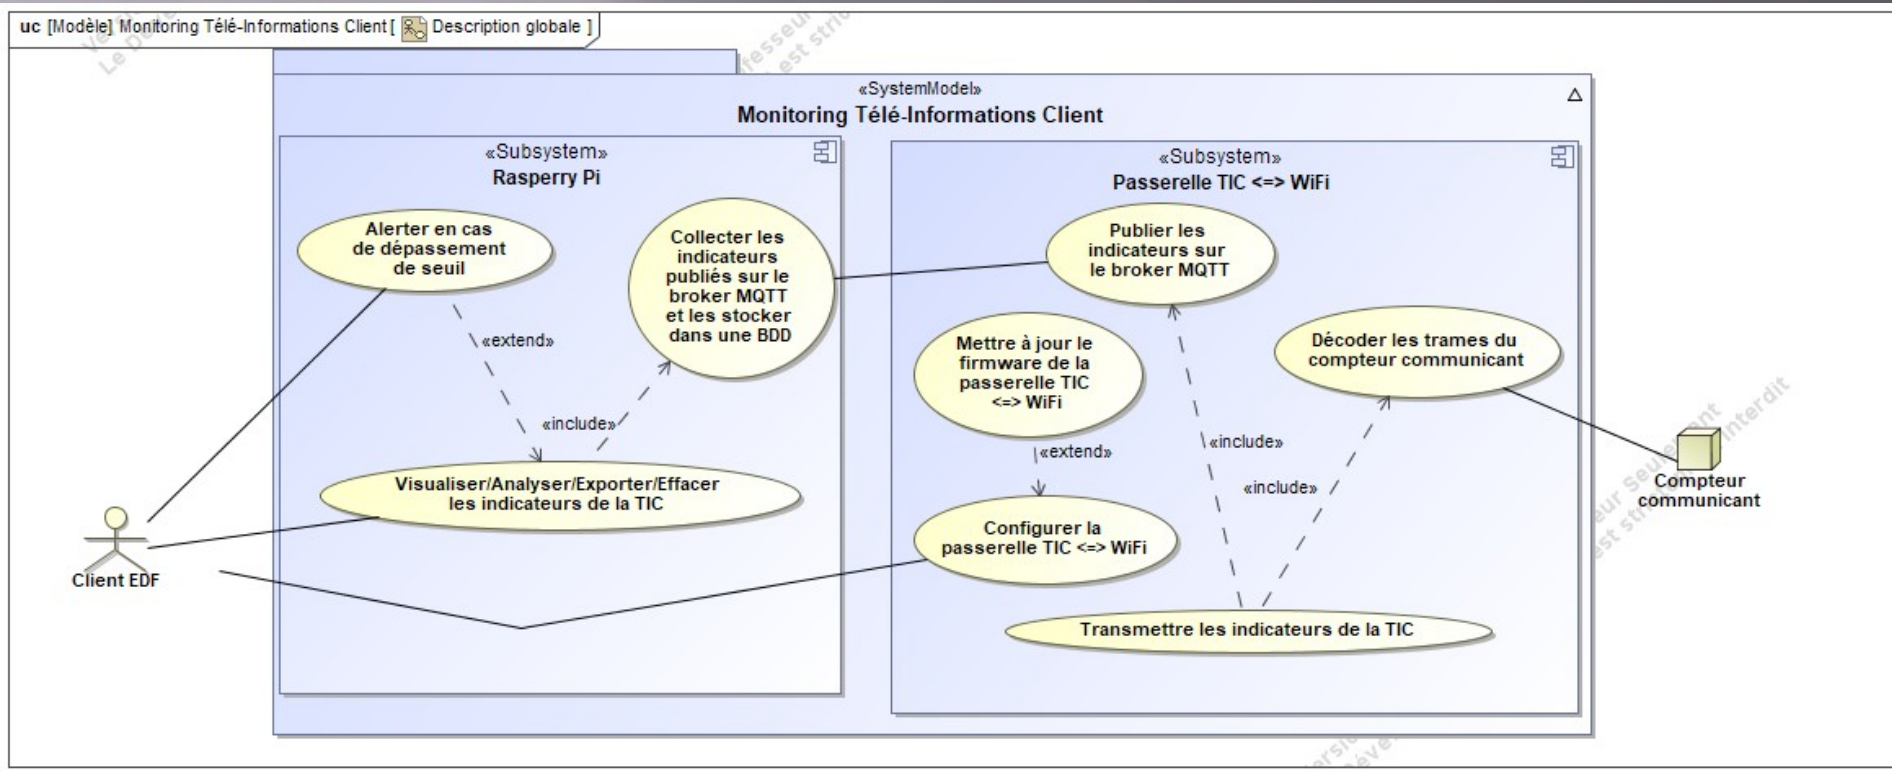 uc [Modèle] Monitoring Télé-Informations Client [ Description globale ]
«SystemModel»
Monitoring Télé-Informations Client
«Subsystem»
Rasperry Pi
Alerter en cas
de dépassement
de seuil
Collecter les
indicateurs
publiés sur le
broker MQTT
et les stocker
dans une BDD
«extend»
«include»
Visualiser/Analyser/Exporter/Effacer
les indicateurs de la TIC
Client EDF
«Subsystem»
Passerelle TIC <=> WiFi
Publier les
indicateurs sur
le broker MQTT
Mettre à jour le
firmware de la
passerelle TIC
<=> WiFi
Décoder les trames du
compteur communicant
«extend»
«include»
«include»
Configurer la
passerelle TIC <=> WiFi
Transmettre les indicateurs de la TIC
Compteur
communicant